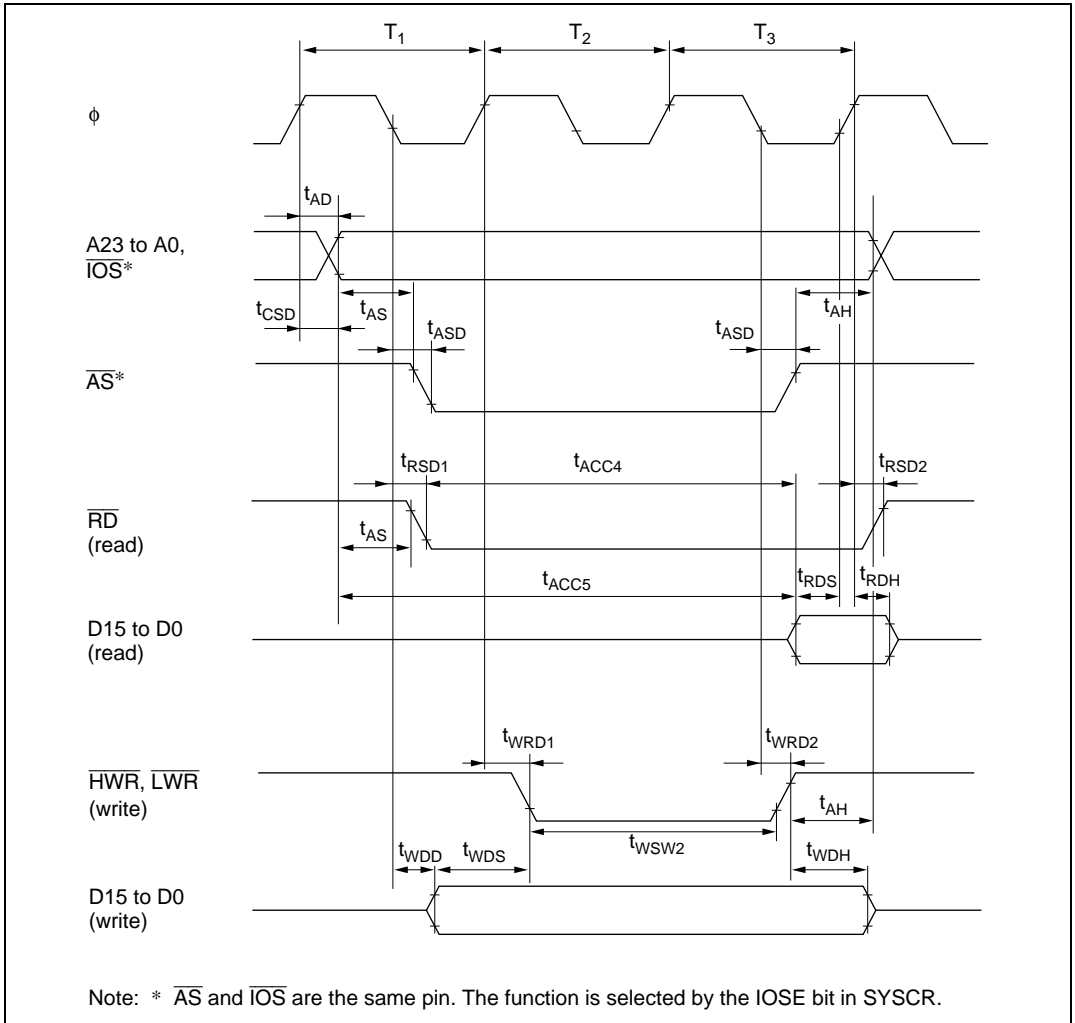 T1 T2 T3
ϕ
tAD
A23 to A0,
IOS*
tCSD tAS tASD tASD tAH
AS*
tRSD1 tACC4 tRSD2
RD
(read)
tAS
tACC5 tRDS tRDH
D15 to D0
(read)
tWRD1 tWRD2
HWR, LWR
(write)
tAH
tWSW2
tWDD tWDS tWDH
D15 to D0
(write)
Note: * AS and IOS are the same pin. The function is selected by the IOSE bit in SYSCR.